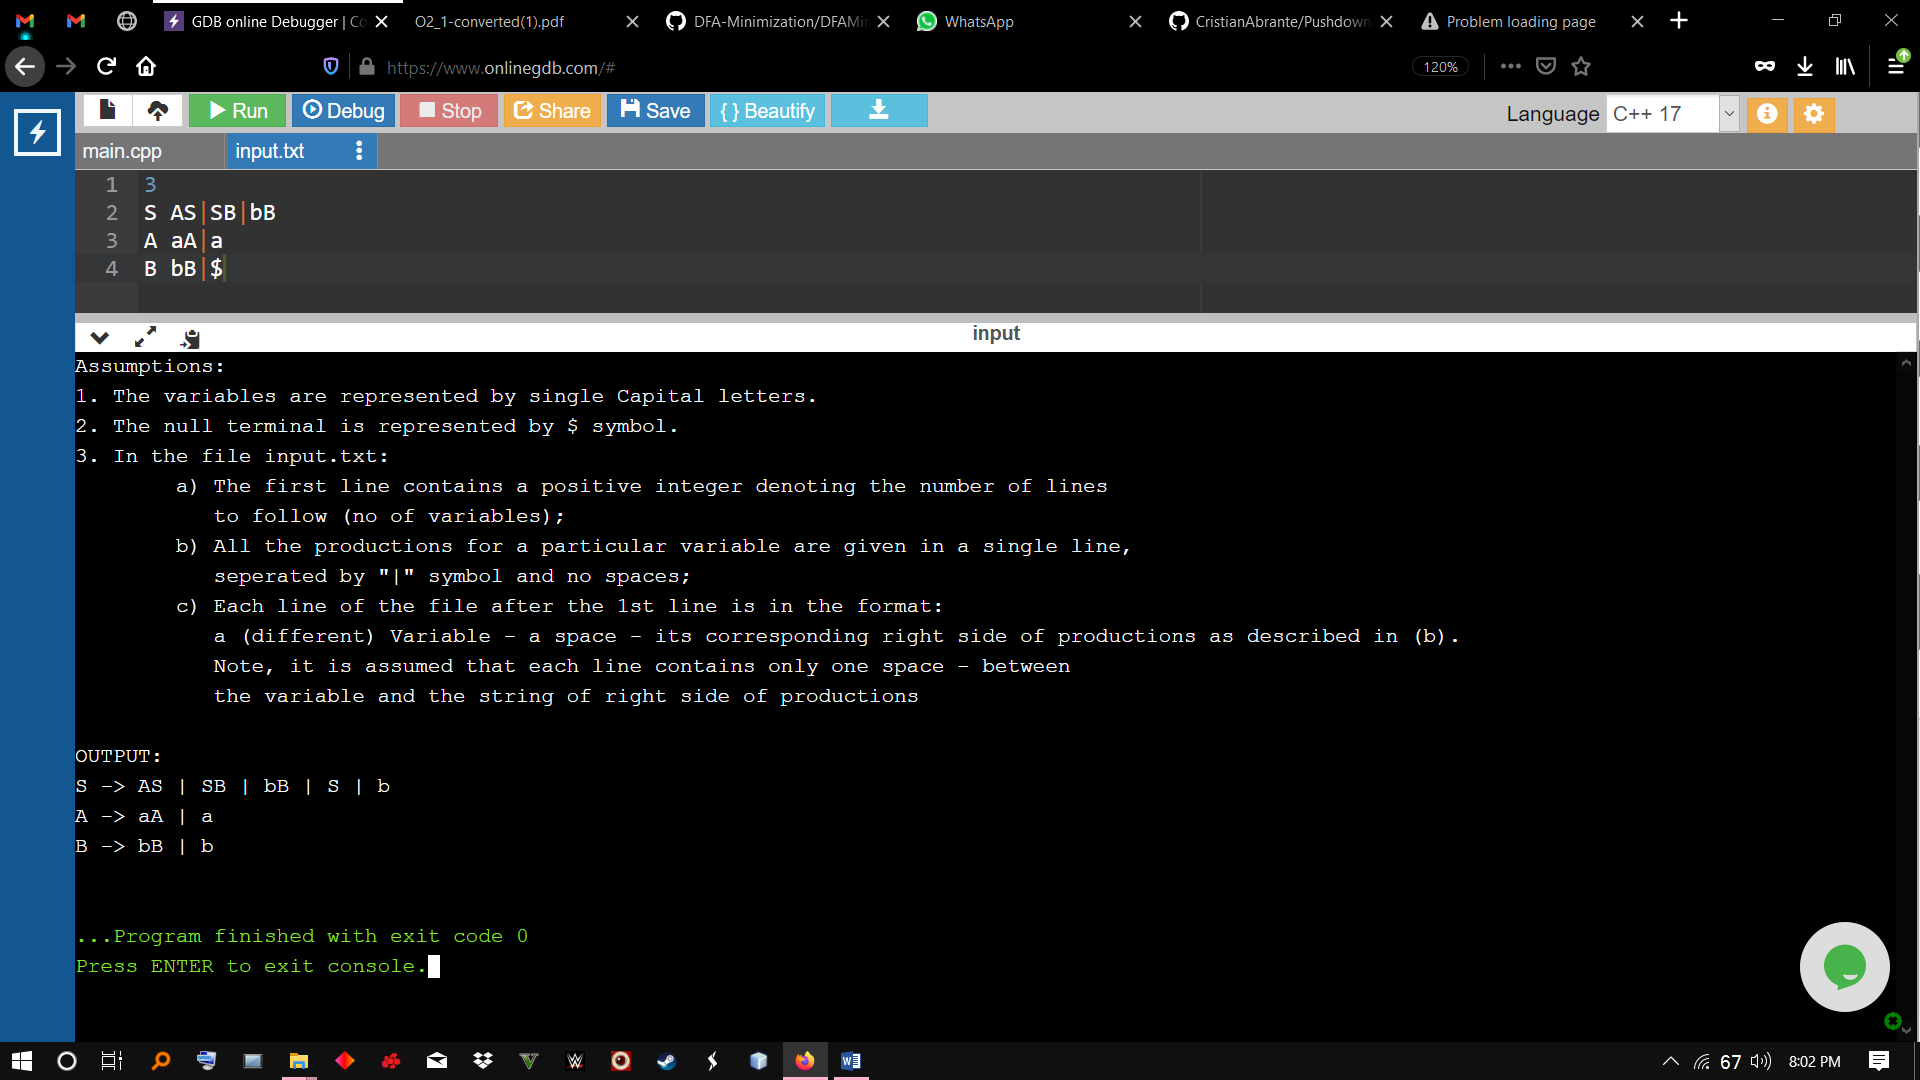 GDB online Debugger | Co
O2_1-converted(1).pdf
DFA-Minimization/DFAMi
WhatsApp
CristianAbrante/Pushdown
Problem loading page
https://www.onlinegdb.com/#
120%
Run
Debug
Stop
Share
Save
{ } Beautify
Language C++ 17
main.cpp
input.txt
1 3
2 S AS|SB|bB
3 A aA|a
4 B bB|$
input
Assumptions:
1. The variables are represented by single Capital letters.
2. The null terminal is represented by $ symbol.
3. In the file input.txt:
a) The first line contains a positive integer denoting the number of lines
to follow (no of variables);
b) All the productions for a particular variable are given in a single line,
seperated by "|" symbol and no spaces;
c) Each line of the file after the 1st line is in the format:
a (different) Variable - a space - its corresponding right side of productions as described in (b).
Note, it is assumed that each line contains only one space - between
the variable and the string of right side of productions
OUTPUT:
S -> AS | SB | bB | S | b
A -> aA | a
B -> bB | b
...Program finished with exit code 0
Press ENTER to exit console.
67
8:02 PM